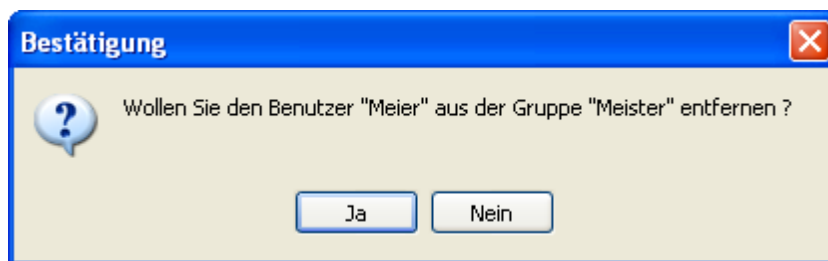 Bestätigung
Wollen Sie den Benutzer "Meier" aus der Gruppe "Meister" entfernen ?
Ja
Nein